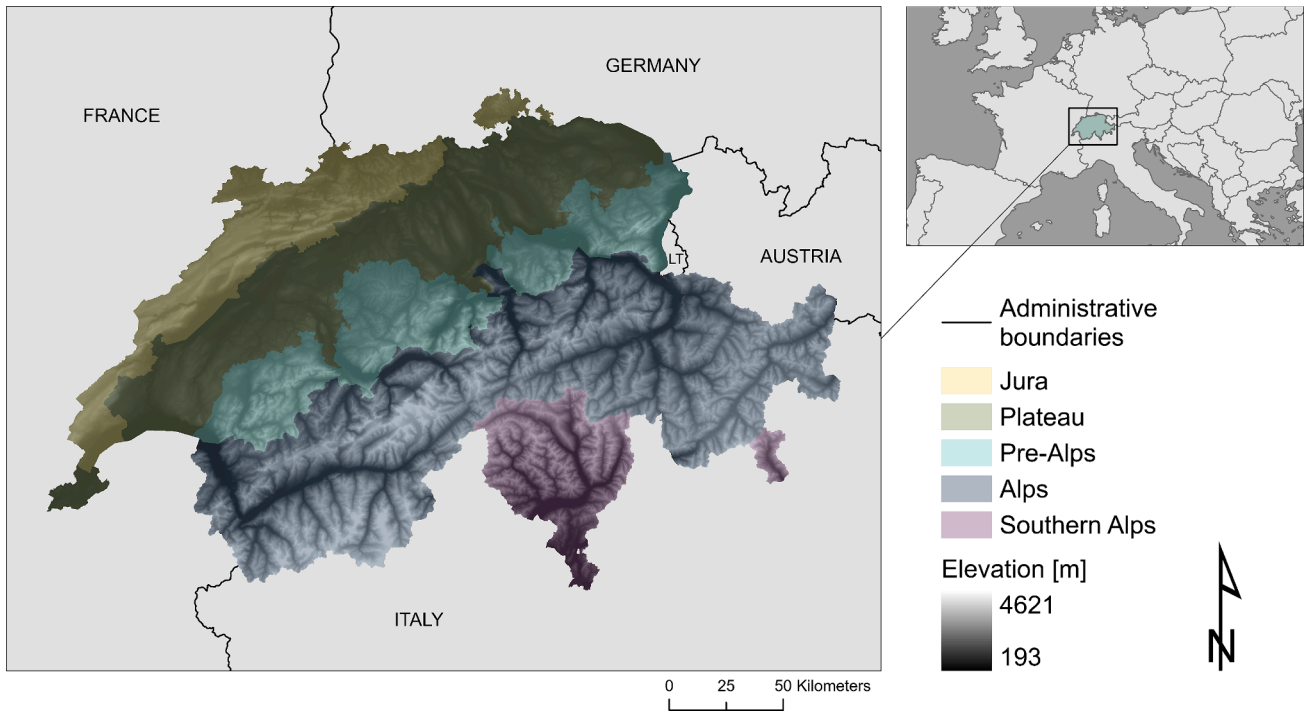 GERMANY
FRANCE
LT
AUSTRIA
ITALY
0 25 50 Kilometers
Administrative
boundaries
Jura
Plateau
Pre-Alps
Alps
Southern Alps
Elevation [m]
4621
193
N